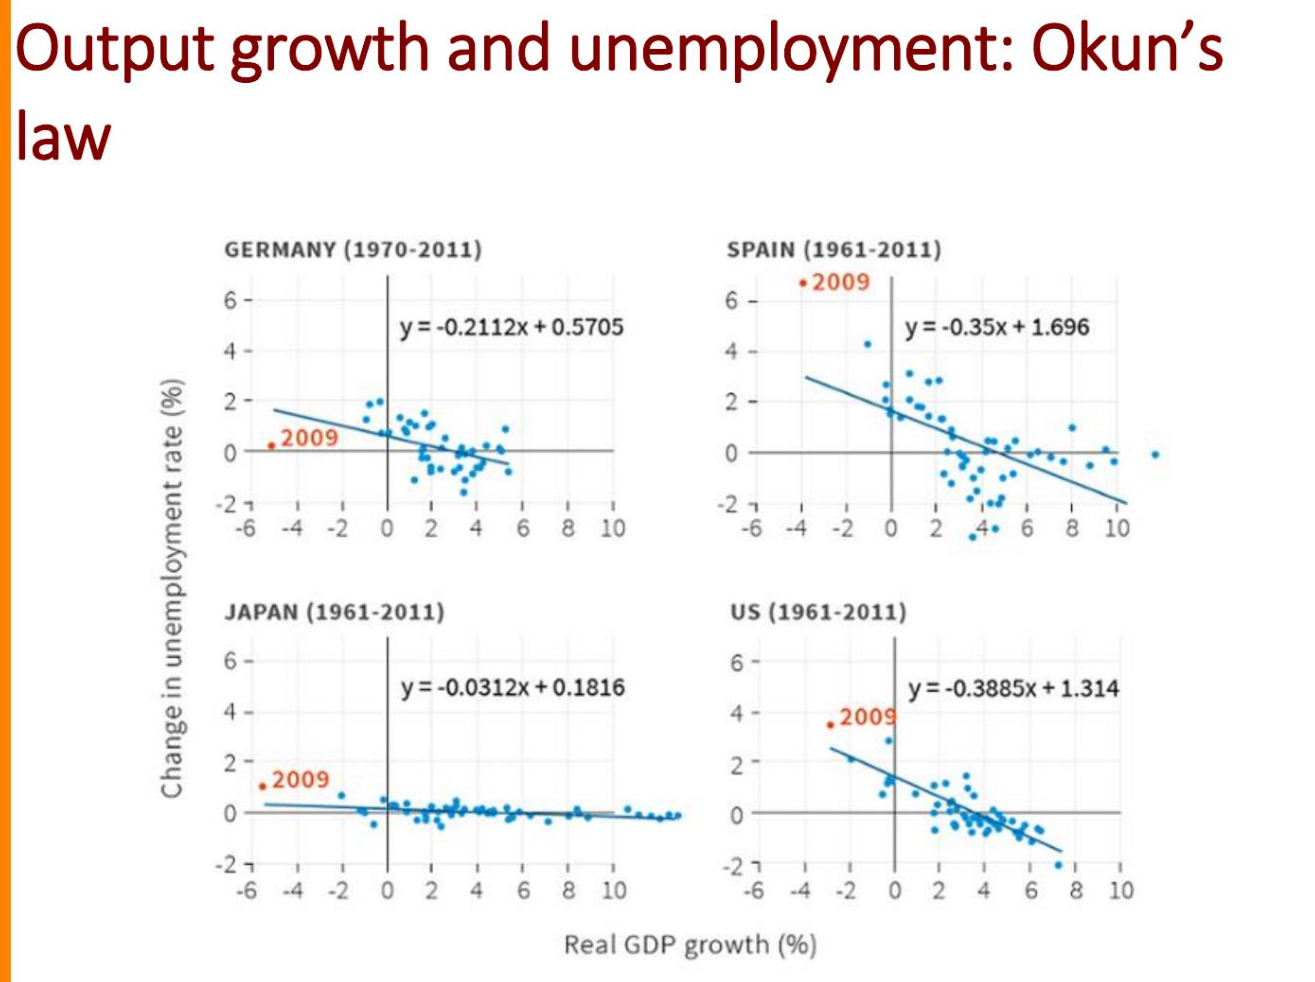 Output growth and unemployment: Okun's
law
Change in unemployment rate (%)
GERMANY (1970-2011)
6
4
2
0
-2
-6 -4 -2 0 2 4 6 8 10
y = -0.2112x + 0.5705
2009
SPAIN (1961-2011)
2009
6
4
2
0
-2
-6 -4 -2 0 2 4 6 8 10
y = -0.35x + 1.696
JAPAN (1961-2011)
6
4
2
0
-2
-6 -4 -2 0 2 4 6 8 10
y = -0.0312x + 0.1816
2009
US (1961-2011)
6
4
2
0
-2
-6 -4 -2 0 2 4 6 8 10
y = -0.3885x + 1.314
2009
Real GDP growth (%)